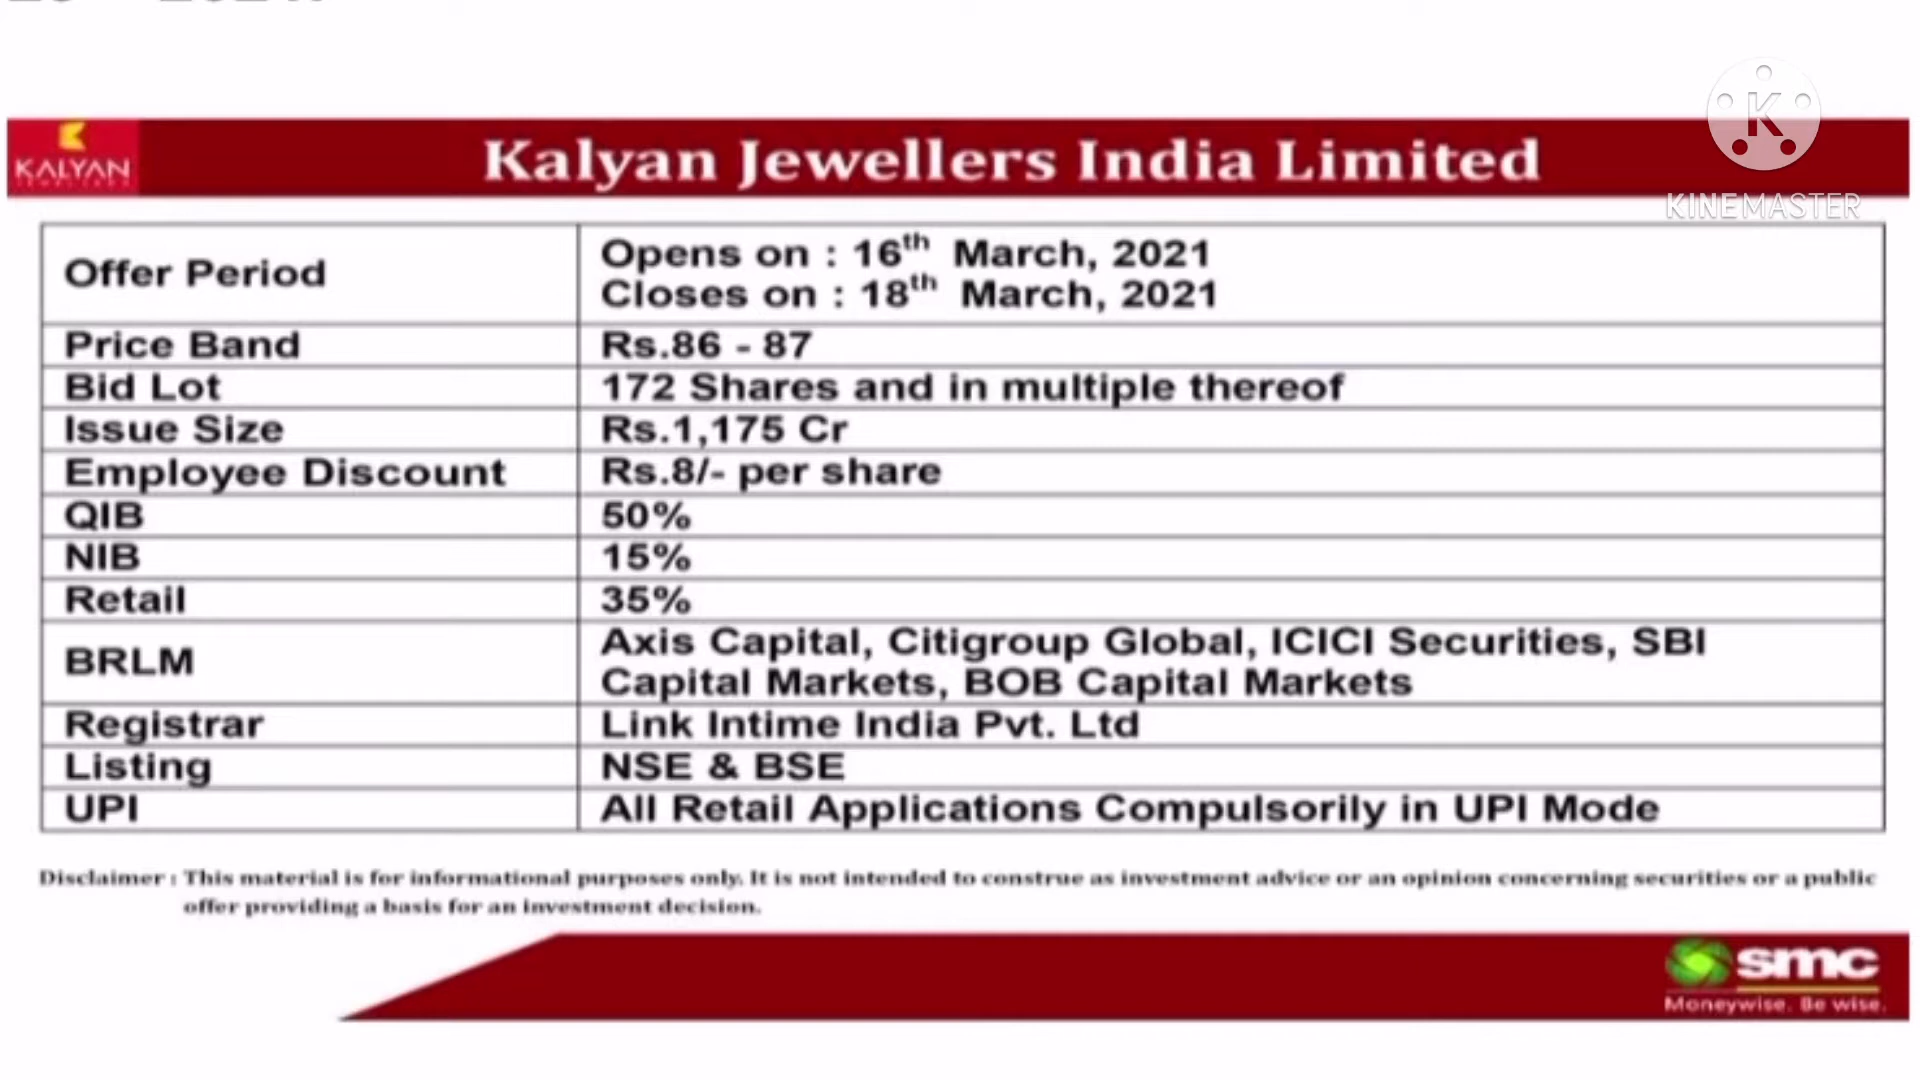 KALYAN
Kalyan Jewellers India Limited
K
KINEMASTER
Offer Period
Opens on : 16th March, 2021
Closes on : 18th March, 2021
Price Band Rs.86 - 87
Bid Lot 172 Shares and in multiple thereof
Issue Size Rs.1,175 Cr
Employee Discount Rs.8/- per share
QIB 50%
NIB 15%
Retail 35%
BRLM
Axis Capital, Citigroup Global, ICICI Securities, SBI
Capital Markets, BOB Capital Markets
Registrar Link Intime India Pvt. Ltd
Listing NSE & BSE
UPI All Retail Applications Compulsorily in UPI Mode
Disclaimer : This material is for informational purposes only. It is not intended to construe as investment advice or an opinion concerning securities or a public
offer providing a basis for an investment decision.
smc
Moneywise. Be wise.